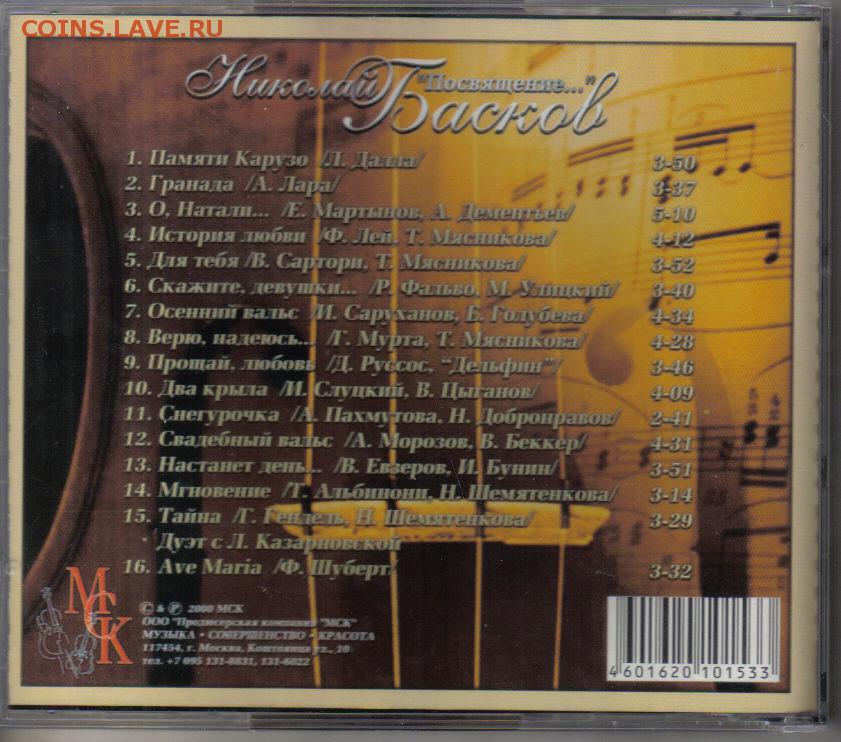 COINS.LAVE.RU
Николай "Посвящение..."
Басков
1. Памяти Карузо /Л. Далла/ 3-50
2. Гранада /А. Лара/ 3-37
3. О, Натали... /Е. Мартынов, А. Дементьев/ 5-10
4. История любви /Ф. Лей, Т. Мясникова/ 4-12
5. Для тебя /В. Сартори, Т. Мясникова/ 3-52
6. Скажите, девушки... /Р. Фальво, М. Улицкий/ 3-40
7. Осенний вальс /И. Саруханов, Е. Голубева/ 4-34
8. Верю, надеюсь... /Г. Мурта, Т. Мясникова/ 4-28
9. Прощай, любовь /Д. Руссос, "Дельфин"/ 3-46
10. Два крыла /И. Слуцкий, В. Цыганов/ 4-09
11. Снегурочка /А. Пахмутова, Н. Добронравов/ 2-41
12. Свадебный вальс /А. Морозов, В. Беккер/ 4-31
13. Настанет день... /В. Евзеров, И. Бунин/ 3-51
14. Мгновение /Т. Альбинони, Н. Шемятенкова/ 3-14
15. Тайна /Г. Гендель, Н. Шемятенкова/ 3-29
Дуэт с Л. Казарновской
16. Ave Maria /Ф. Шуберт/ 3-32
МСК
© & ℗ 2000 МСК
ООО "Продюсерская компания "МСК"
МУЗЫКА • СОВЕРШЕНСТВО • КРАСОТА
117454, г. Москва, Коштоянца ул., 10
тел. +7 095 131-8831, 131-6022
4601620 101533